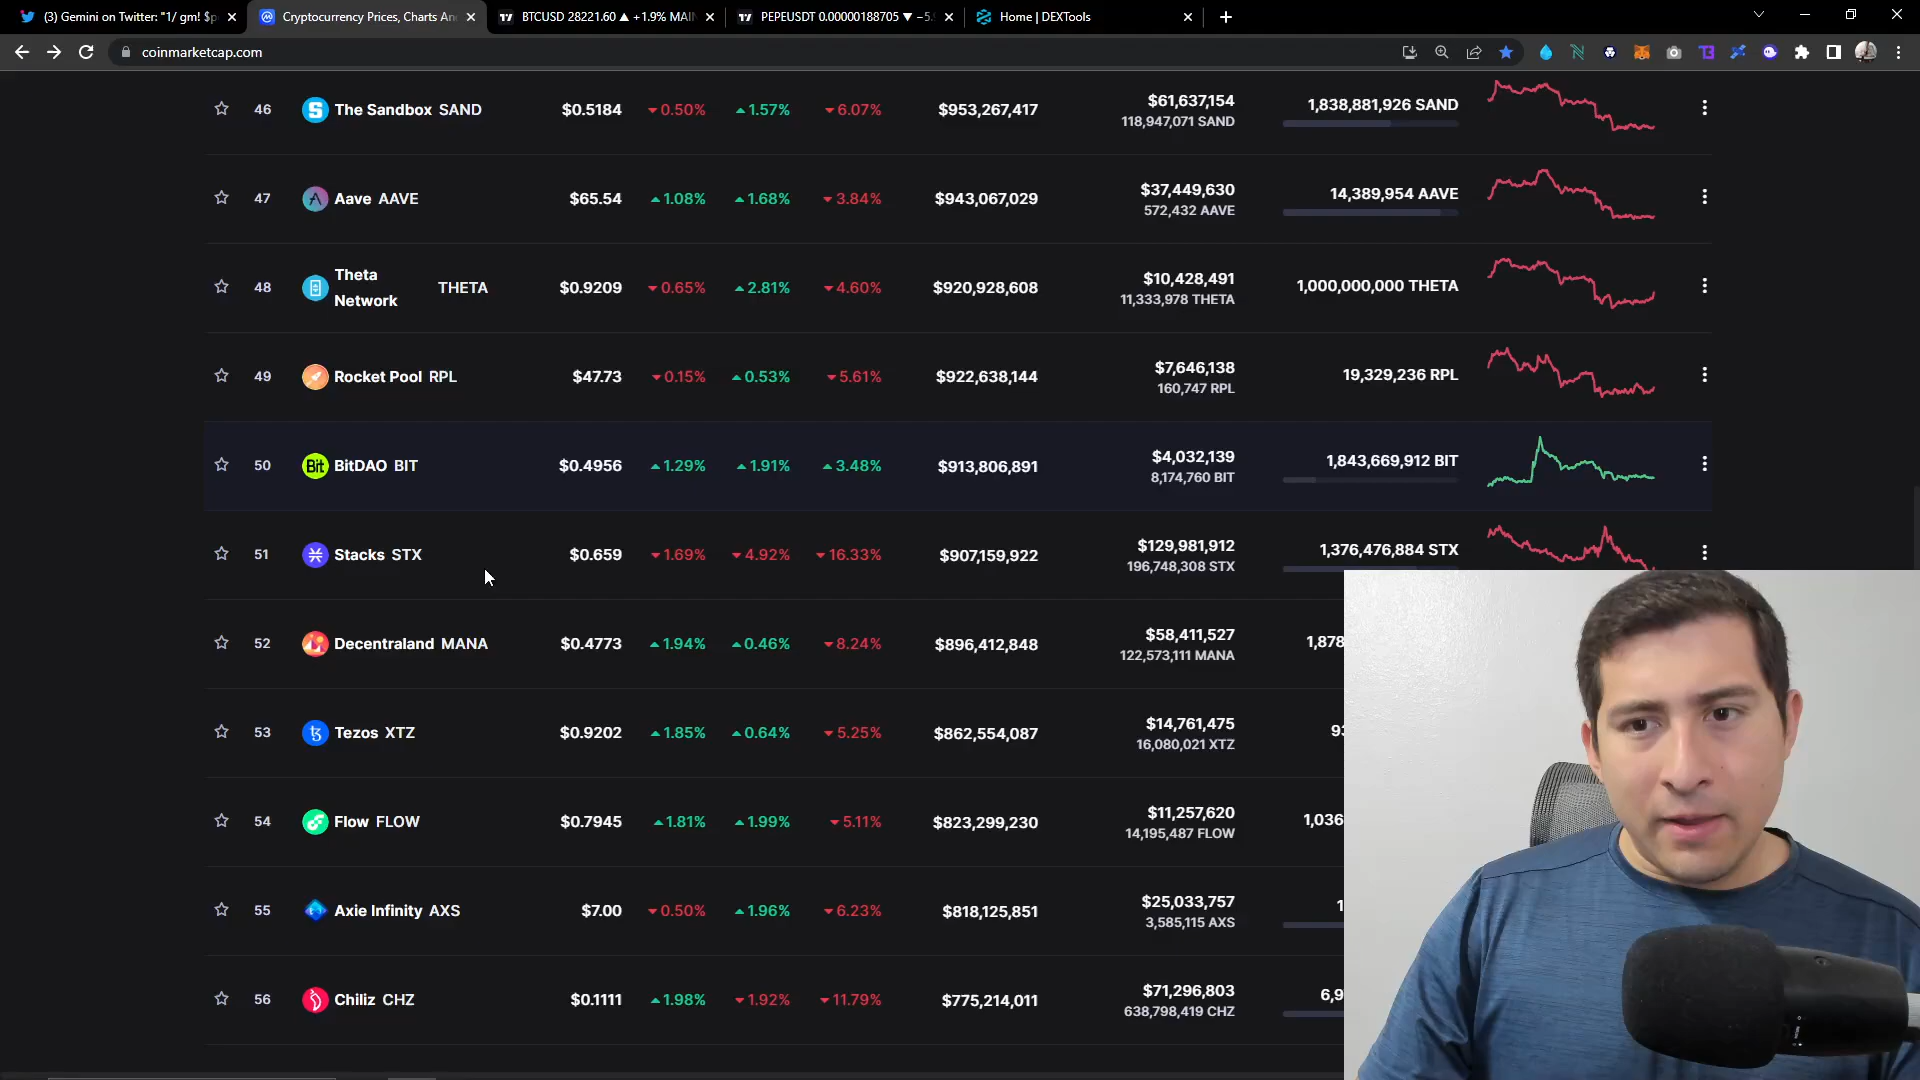 (3) Gemini on Twitter: "1/ gm! $p
Cryptocurrency Prices, Charts An
BTCUSD 28221.60 ▲ +1.9% MAIN
PEPEUSDT 0.00000188705 ▼ −5.
Home | DEXTools
coinmarketcap.com
46 The Sandbox SAND $0.5184 0.50% 1.57% 6.07% $953,267,417 $61,637,154 1,838,881,926 SAND
118,947,071 SAND
47 Aave AAVE $65.54 1.08% 1.68% 3.84% $943,067,029 $37,449,630 14,389,954 AAVE
572,432 AAVE
48 Theta Network THETA $0.9209 0.65% 2.81% 4.60% $920,928,608 $10,428,491 1,000,000,000 THETA
11,333,978 THETA
49 Rocket Pool RPL $47.73 0.15% 0.53% 5.61% $922,638,144 $7,646,138 19,329,236 RPL
160,747 RPL
Bit
50 BitDAO BIT $0.4956 1.29% 1.91% 3.48% $913,806,891 $4,032,139 1,843,669,912 BIT
8,174,760 BIT
51 Stacks STX $0.659 1.69% 4.92% 16.33% $907,159,922 $129,981,912 1,376,476,884 STX
196,748,308 STX
52 Decentraland MANA $0.4773 1.94% 0.46% 8.24% $896,412,848 $58,411,527 1,878
122,573,111 MANA
53 Tezos XTZ $0.9202 1.85% 0.64% 5.25% $862,554,087 $14,761,475 93
16,080,021 XTZ
54 Flow FLOW $0.7945 1.81% 1.99% 5.11% $823,299,230 $11,257,620 1,036
14,195,487 FLOW
55 Axie Infinity AXS $7.00 0.50% 1.96% 6.23% $818,125,851 $25,033,757 1
3,585,115 AXS
56 Chiliz CHZ $0.1111 1.98% 1.92% 11.79% $775,214,011 $71,296,803 6,9
638,798,419 CHZ